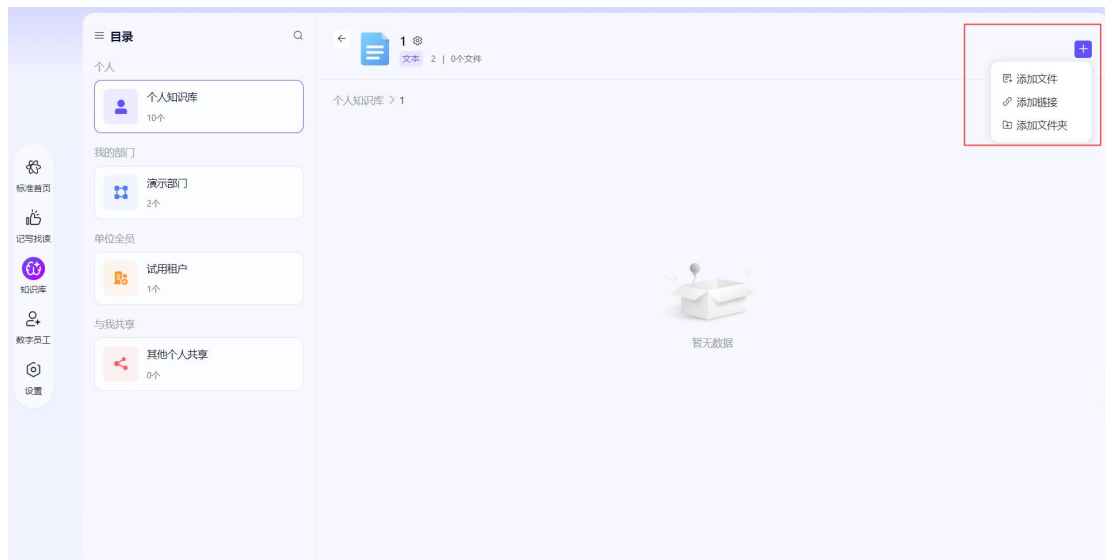 标准首页
记写找读
知识库
数字员工
设置
目录
个人
个人知识库
10个
我的部门
演示部门
2个
单位全员
试用租户
1个
与我共享
其他个人共享
0个
1
文本 2 | 0个文件
个人知识库 > 1
添加文件
添加链接
添加文件夹
暂无数据